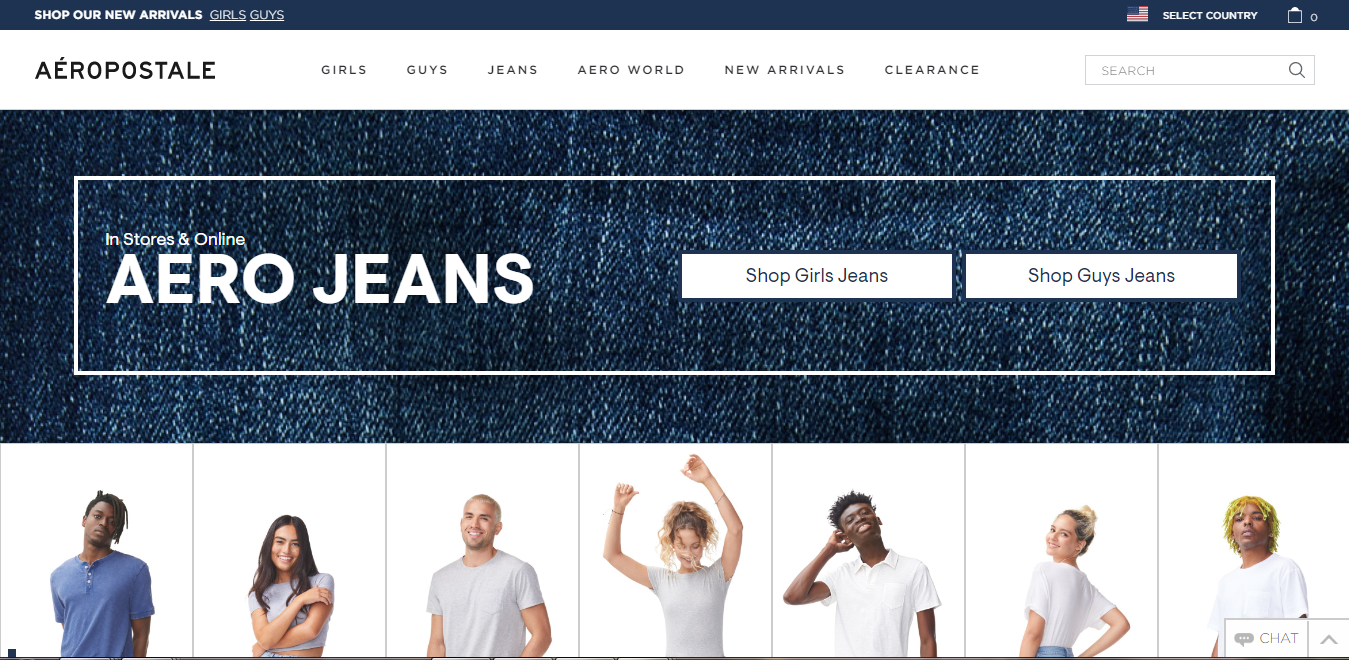 SHOP OUR NEW ARRIVALS GIRLS GUYS
SELECT COUNTRY
0
AÉROPOSTALE
GIRLS GUYS JEANS AERO WORLD NEW ARRIVALS CLEARANCE
SEARCH
In Stores & Online
AERO JEANS
Shop Girls Jeans
Shop Guys Jeans
CHAT